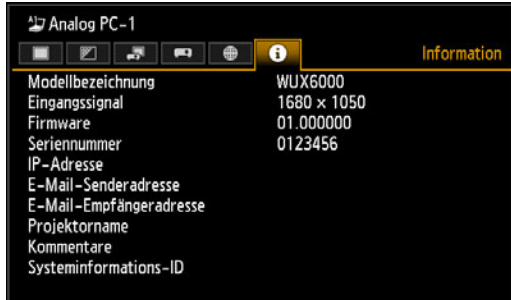 Analog PC-1
Information
Modellbezeichnung WUX6000
Eingangssignal 1680 × 1050
Firmware 01.000000
Seriennummer 0123456
IP-Adresse
E-Mail-Senderadresse
E-Mail-Empfängeradresse
Projektorname
Kommentare
Systeminformations-ID